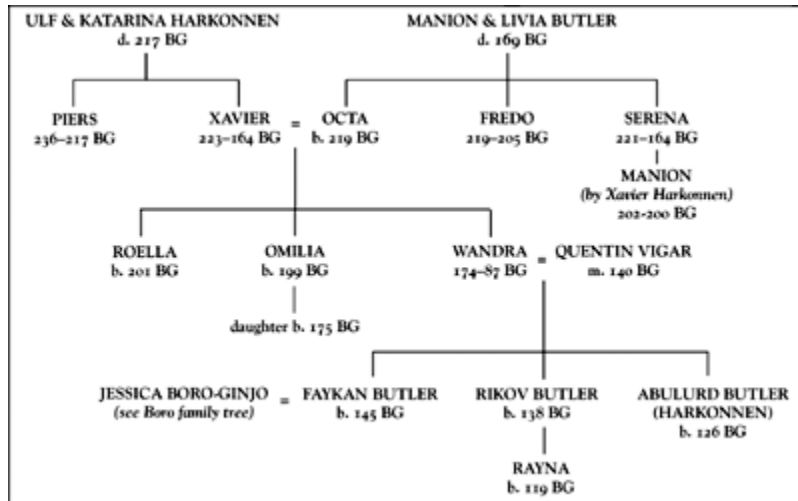 ULF & KATARINA HARKONNEN
d. 217 BG
MANION & LIVIA BUTLER
d. 169 BG
PIERS
236–217 BG
XAVIER
223–164 BG
=
OCTA
b. 219 BG
FREDO
219–205 BG
SERENA
221–164 BG
MANION
(by Xavier Harkonnen)
202-200 BG
ROELLA
b. 201 BG
OMILIA
b. 199 BG
WANDRA
174–87 BG
=
QUENTIN VIGAR
m. 140 BG
daughter b. 175 BG
JESSICA BORO-GINJO
(see Boro family tree)
=
FAYKAN BUTLER
b. 145 BG
RIKOV BUTLER
b. 138 BG
ABULURD BUTLER
(HARKONNEN)
b. 126 BG
RAYNA
b. 119 BG